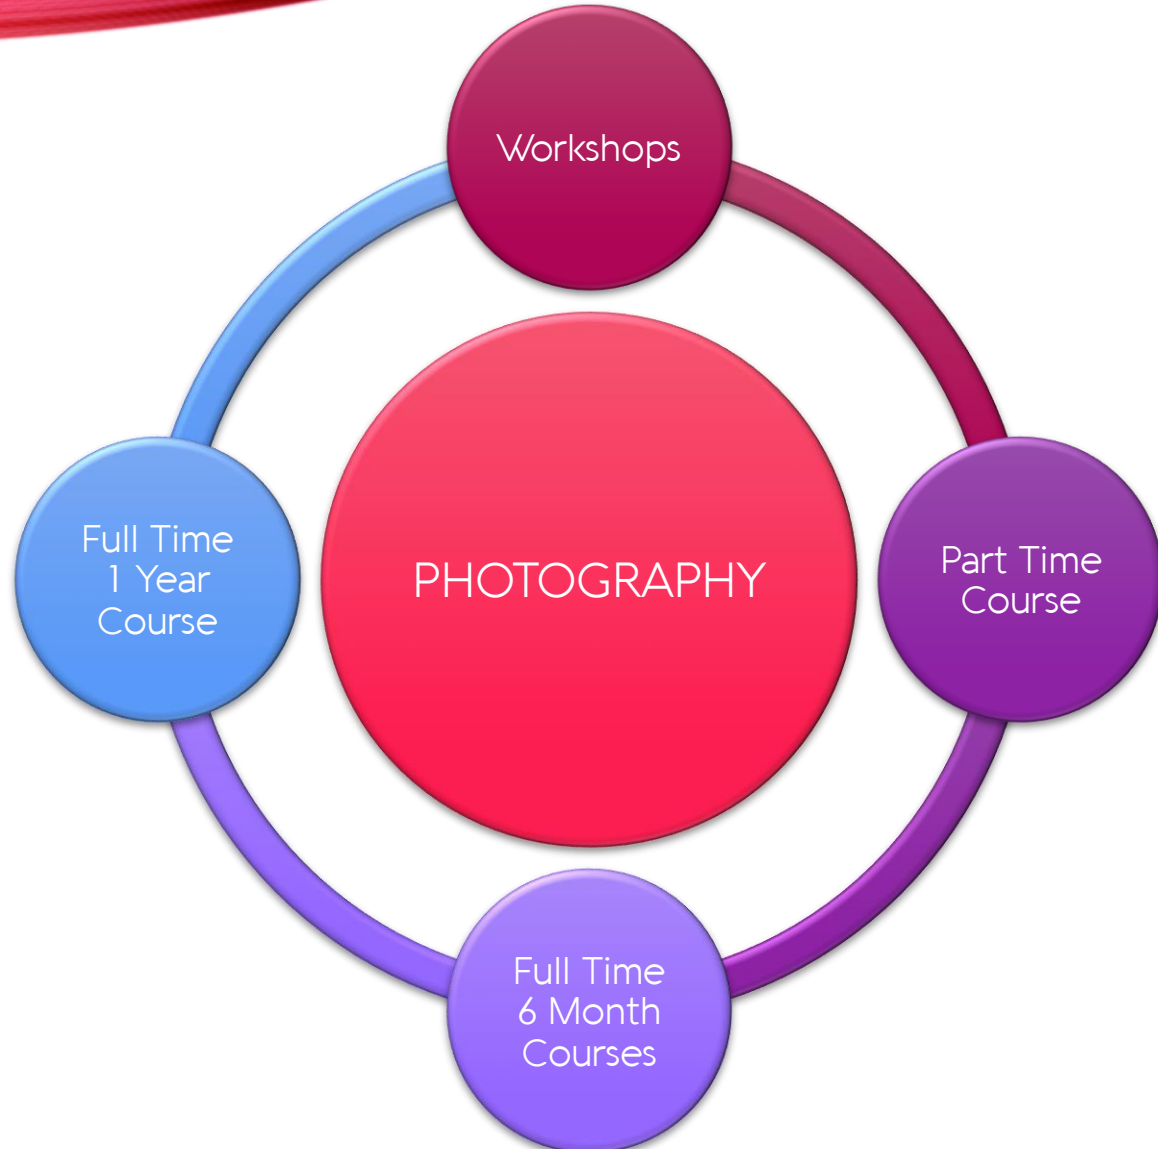 Workshops
Full Time
1 Year
Course
PHOTOGRAPHY
Part Time
Course
Full Time
6 Month
Courses